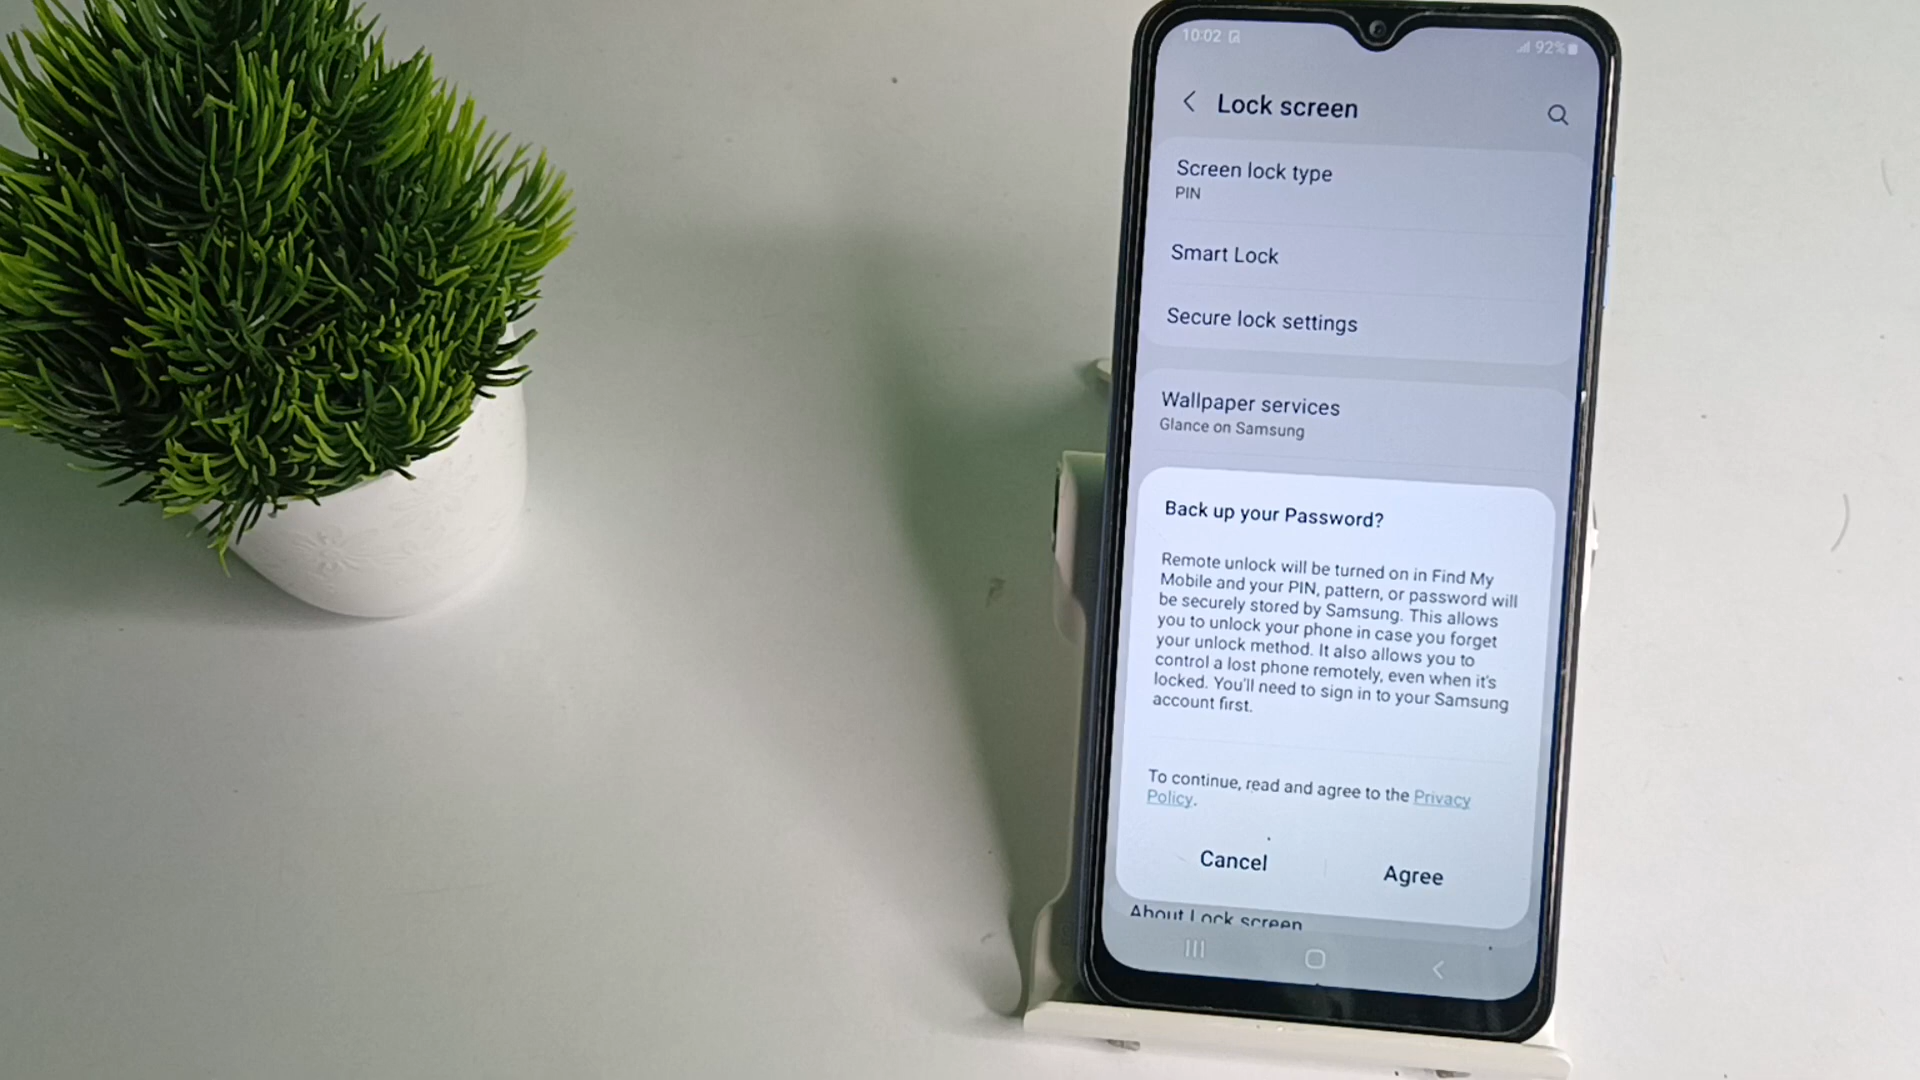 10:02
92%
Lock screen
Screen lock type
PIN
Smart Lock
Secure lock settings
Wallpaper services
Glance on Samsung
Back up your Password?
Remote unlock will be turned on in Find My
Mobile and your PIN, pattern, or password will
be securely stored by Samsung. This allows
you to unlock your phone in case you forget
your unlock method. It also allows you to
control a lost phone remotely, even when it's
locked. You'll need to sign in to your Samsung
account first.
To continue, read and agree to the Privacy
Policy.
Cancel
Agree
About Lock screen